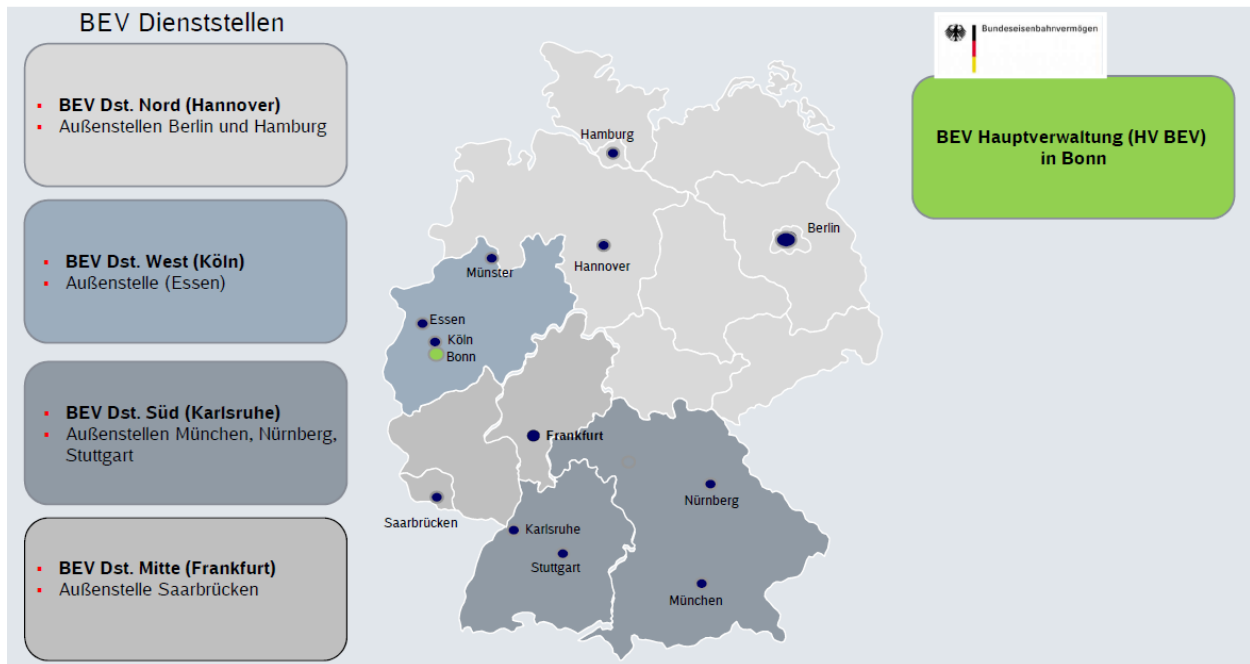 BEV Dienststellen
BEV Dst. Nord (Hannover)
Außenstellen Berlin und Hamburg
BEV Dst. West (Köln)
Außenstelle (Essen)
BEV Dst. Süd (Karlsruhe)
Außenstellen München, Nürnberg,
Stuttgart
BEV Dst. Mitte (Frankfurt)
Außenstelle Saarbrücken
Hamburg
Berlin
Hannover
Münster
Essen
Köln
Bonn
Frankfurt
Nürnberg
Saarbrücken
Karlsruhe
Stuttgart
München
Bundeseisenbahnvermögen
BEV Hauptverwaltung (HV BEV)
in Bonn